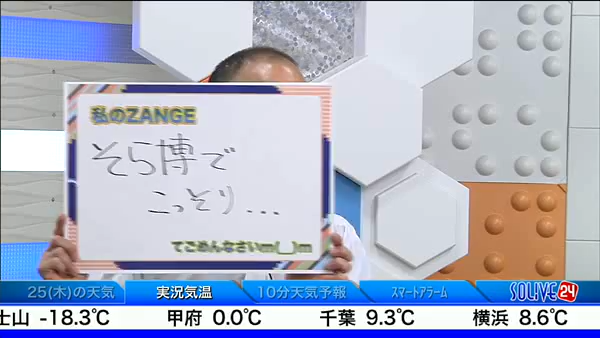 私のZANGE
そら博で
こっそり...
てごめんなさいm(__)m
25(木)の天気 実況気温 10分天気予報 スマートアラーム SOLiVE24
士山 -18.3℃ 甲府 0.0℃ 千葉 9.3℃ 横浜 8.6℃